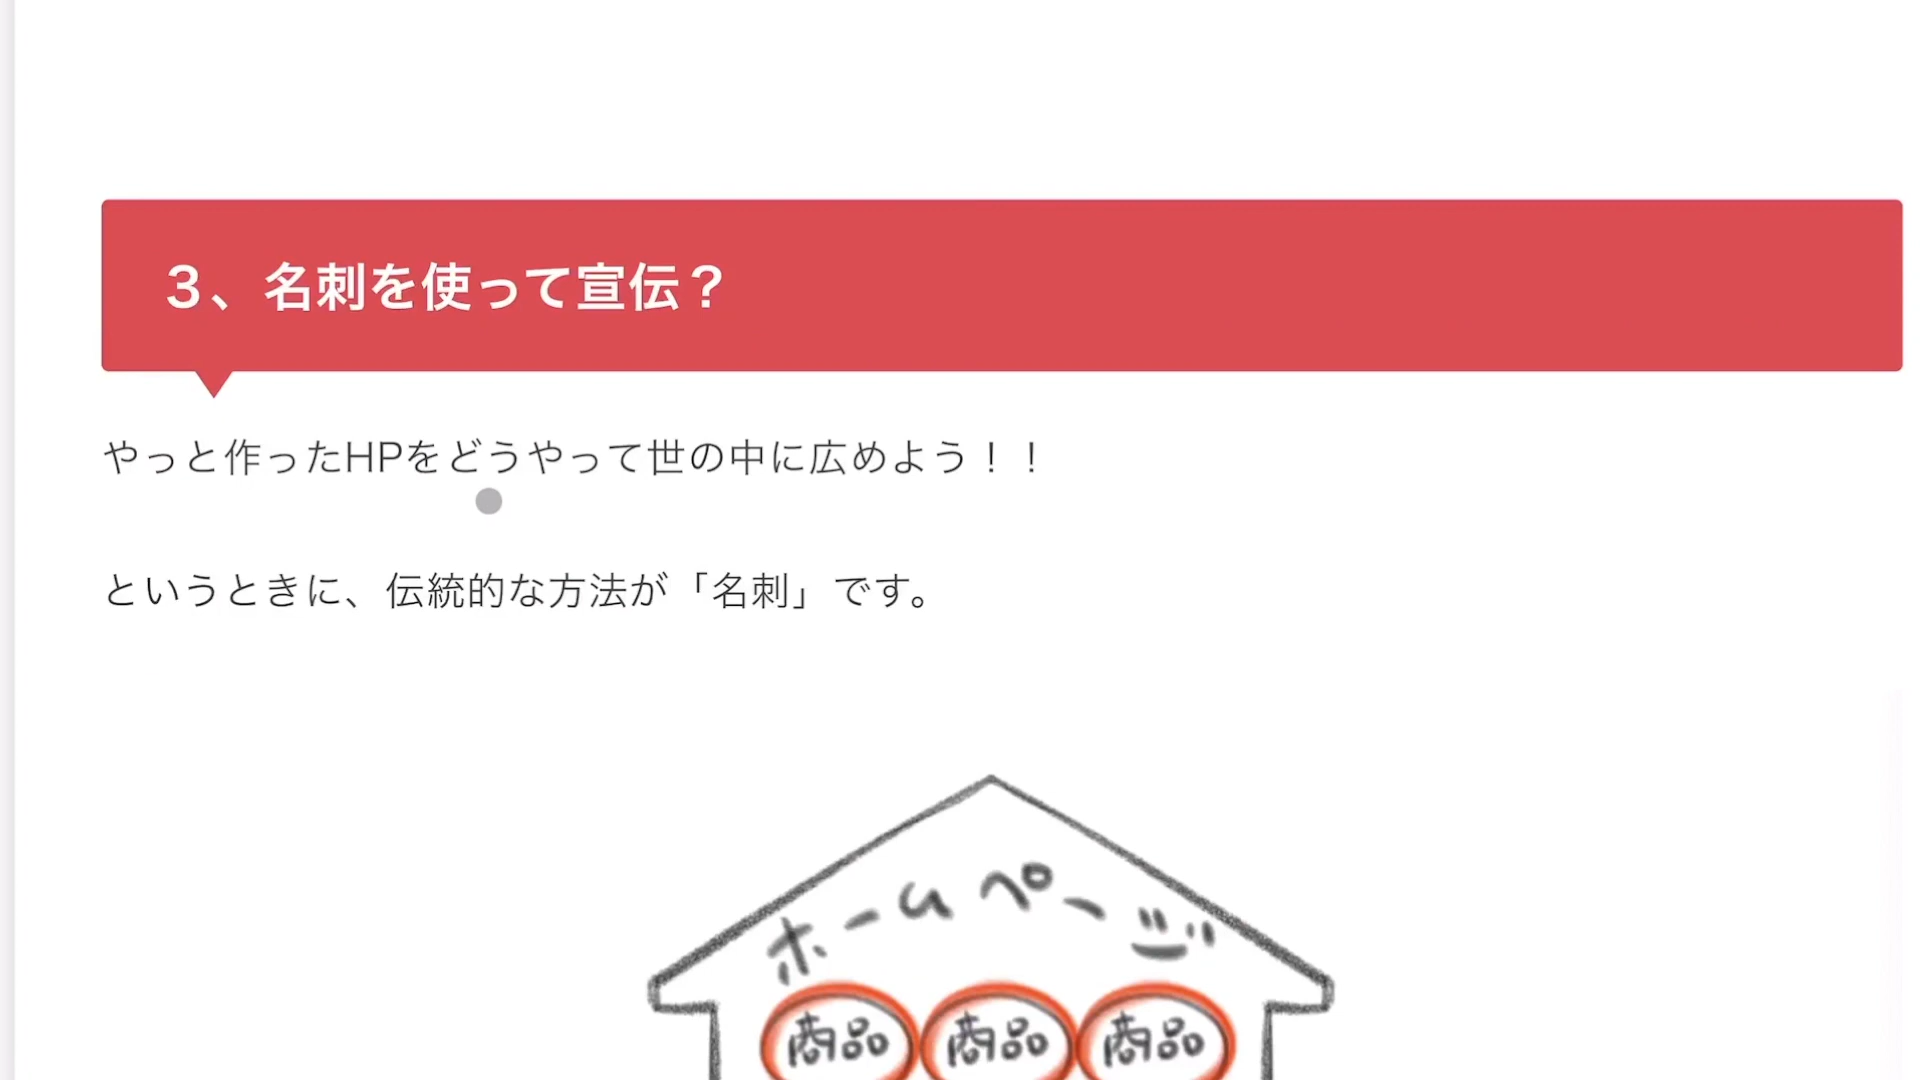 ３、名刺を使って宣伝？
やっと作ったHPをどうやって世の中に広めよう！！
というときに、伝統的な方法が「名刺」です。
ホームページ
商品 商品 商品